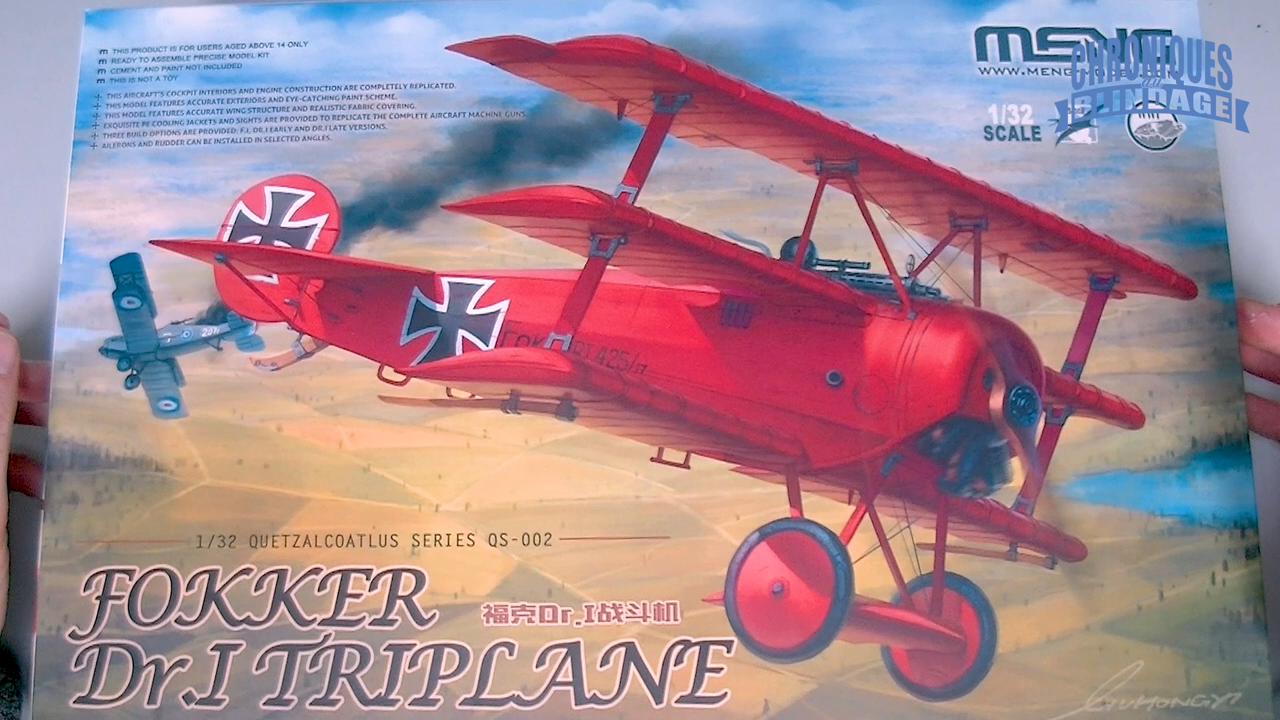 THIS PRODUCT IS FOR USERS AGED ABOVE 14 ONLY
READY TO ASSEMBLE PRECISE MODEL KIT
CEMENT AND PAINT NOT INCLUDED
THIS IS NOT A TOY
THIS AIRCRAFT'S COCKPIT INTERIORS AND ENGINE CONSTRUCTION ARE COMPLETELY REPLICATED.
THIS MODEL FEATURES ACCURATE EXTERIORS AND EYE-CATCHING PAINT SCHEME.
THIS MODEL FEATURES ACCURATE WING STRUCTURE AND REALISTIC FABRIC COVERING.
EXQUISITE PE COOLING JACKETS AND SIGHTS ARE PROVIDED TO REPLICATE THE COMPLETE AIRCRAFT MACHINE GUNS.
THREE BUILD OPTIONS ARE PROVIDED: F.I, DR.I EARLY AND DR.I LATE VERSIONS.
AILERONS AND RUDDER CAN BE INSTALLED IN SELECTED ANGLES.
MENG
CHRONIQUES
BLINDAGE
1/32
SCALE
425/17
1/32 QUETZALCOATLUS SERIES QS-002
FOKKER
福克Dr.I战斗机
Dr.I TRIPLANE